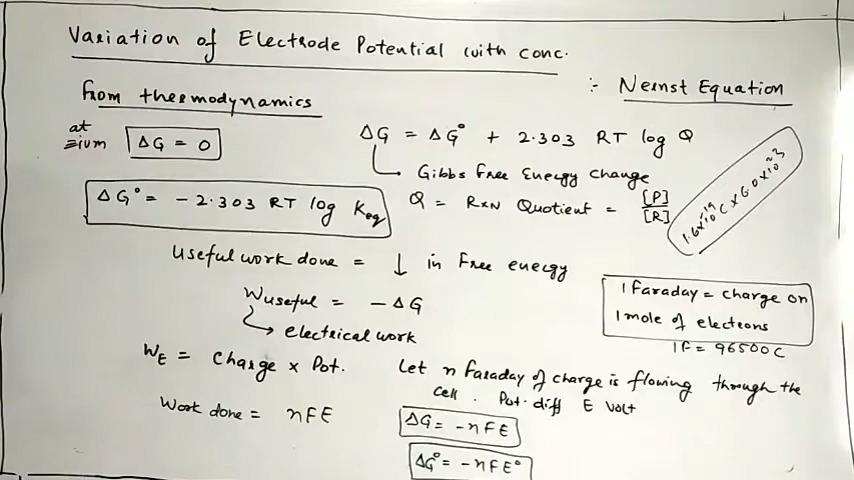 Variation of Electrode Potential with conc.
:- Nernst Equation
from thermodynamics
at
≡ium ΔG = 0
ΔG = ΔG° + 2.303 RT log Q
Gibbs Free Energy Change
ΔG° = - 2.303 RT log Keq
Q = RxN Quotient = [P]/[R]
1.6x10^-19 C x 6.0x10^23
Useful work done = ↓ in Free energy
Wuseful = - ΔG
electrical work
1 Faraday = charge on
1 mole of electrons
1F = 96500C
WE = charge x Pot.
Let n Faraday of charge is flowing through the
cell. Pot. diff E Volt
Work done = nFE
ΔG = -nFE
ΔG° = -nFE°